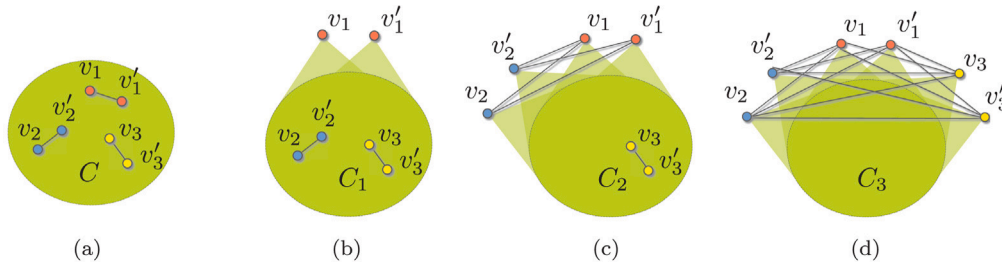 v₁ v₁′ v₂′ v₂ v₃ v₃′ C
(a)
v₁ v₁′ v₂′ v₂ v₃ v₃′ C₁
(b)
v₁ v₁′ v₂′ v₂ v₃ v₃′ C₂
(c)
v₁ v₁′ v₂′ v₃ v₂ v₃′ C₃
(d)